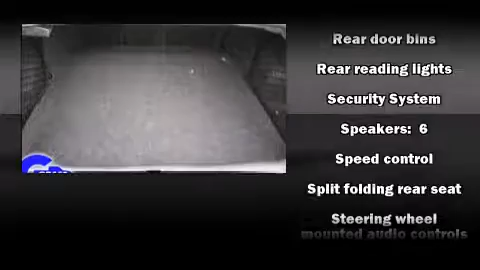 Rear door bins
Rear reading lights
Security System
Speakers: 6
Speed control
Split folding rear seat
Steering wheel
mounted audio controls